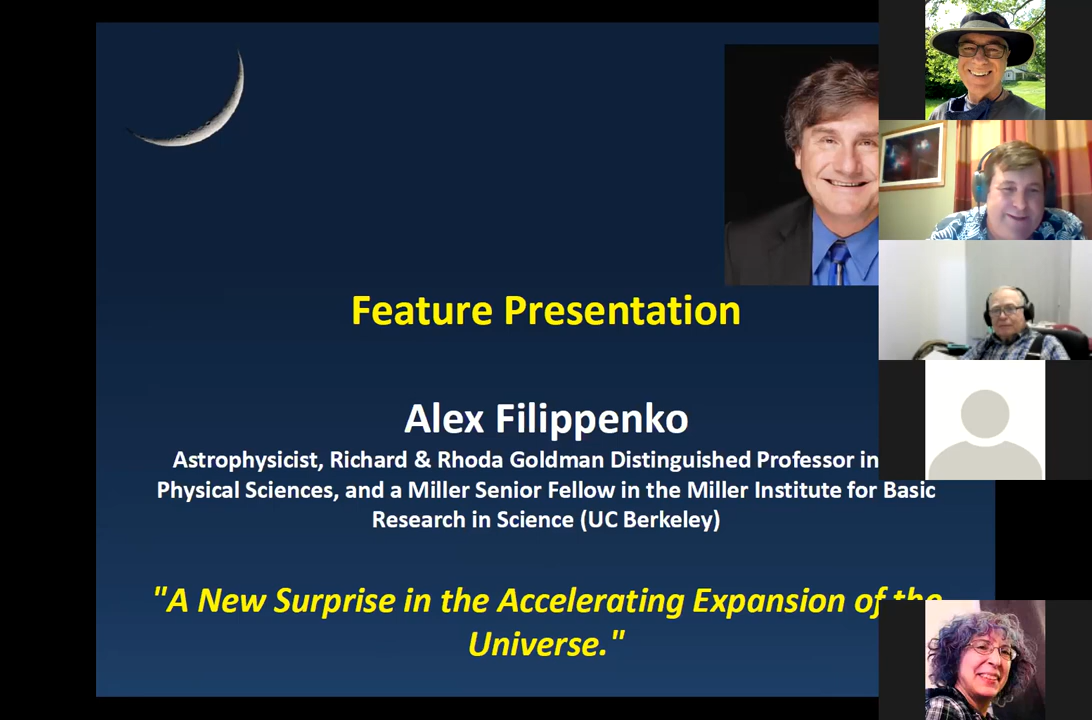 Feature Presentation
Alex Filippenko
Astrophysicist, Richard & Rhoda Goldman Distinguished Professor in
Physical Sciences, and a Miller Senior Fellow in the Miller Institute for Basic
Research in Science (UC Berkeley)
"A New Surprise in the Accelerating Expansion of the
Universe."